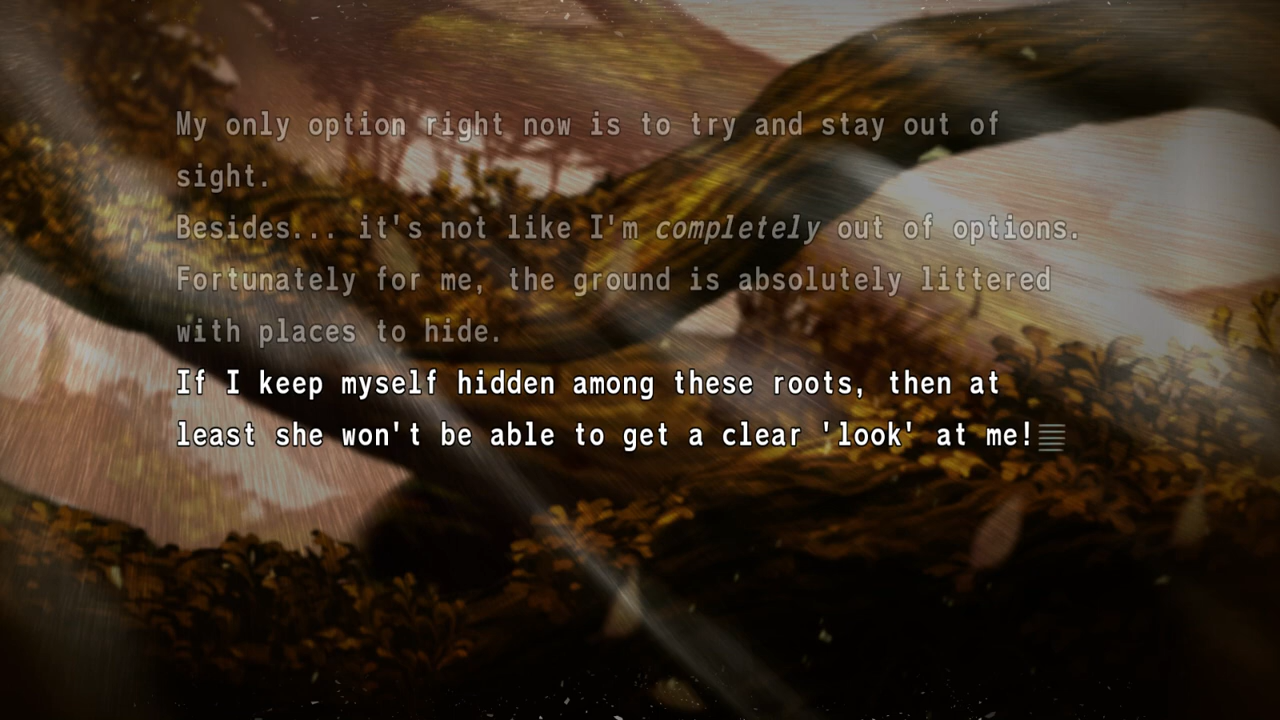 My only option right now is to try and stay out of
sight.
Besides... it's not like I'm completely out of options.
Fortunately for me, the ground is absolutely littered
with places to hide.
If I keep myself hidden among these roots, then at
least she won't be able to get a clear 'look' at me!